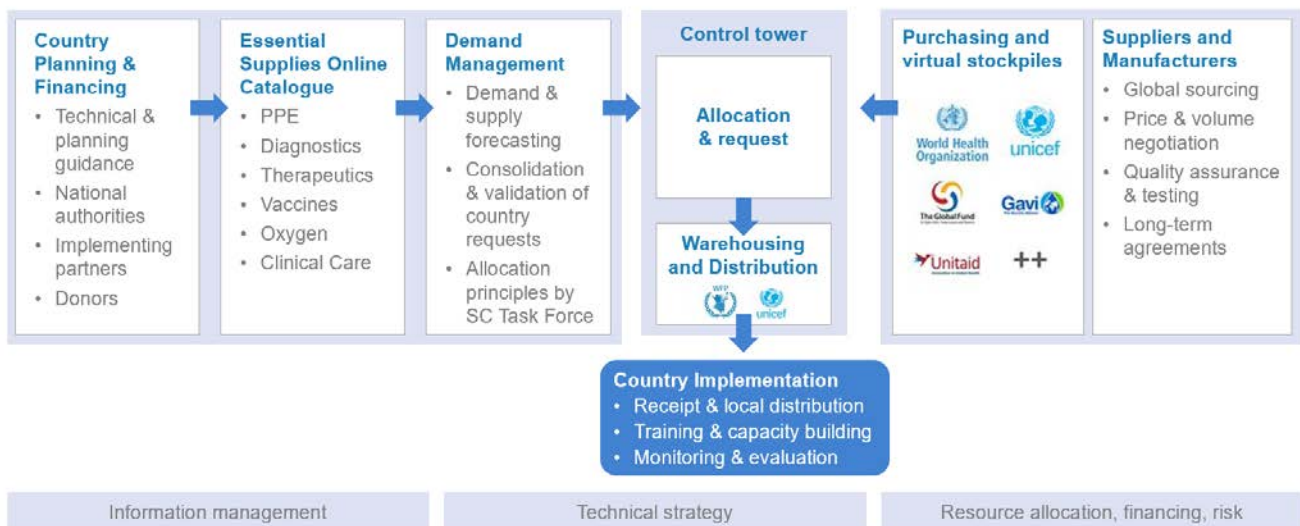 Country
Planning &
Financing
• Technical &
planning
guidance
• National
authorities
• Implementing
partners
• Donors
Essential
Supplies Online
Catalogue
• PPE
• Diagnostics
• Therapeutics
• Vaccines
• Oxygen
• Clinical Care
Demand
Management
• Demand &
supply
forecasting
• Consolidation
& validation of
country
requests
• Allocation
principles by
SC Task Force
Control tower
Allocation
& request
Warehousing
and Distribution
WFP
unicef
Country Implementation
• Receipt & local distribution
• Training & capacity building
• Monitoring & evaluation
Purchasing and
virtual stockpiles
World Health
Organization
unicef
The Global Fund
Gavi
Unitaid
++
Suppliers and
Manufacturers
• Global sourcing
• Price & volume
negotiation
• Quality assurance
& testing
• Long-term
agreements
Information management
Technical strategy
Resource allocation, financing, risk